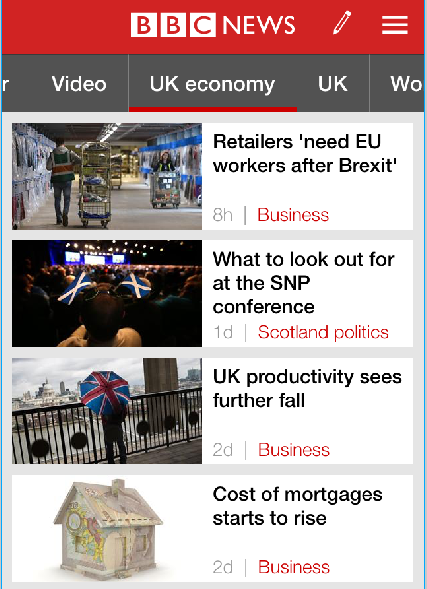 BBC NEWS
r Video UK economy UK Wo
Retailers 'need EU
workers after Brexit'
8h | Business
What to look out for
at the SNP
conference
1d | Scotland politics
UK productivity sees
further fall
2d | Business
Cost of mortgages
starts to rise
2d | Business